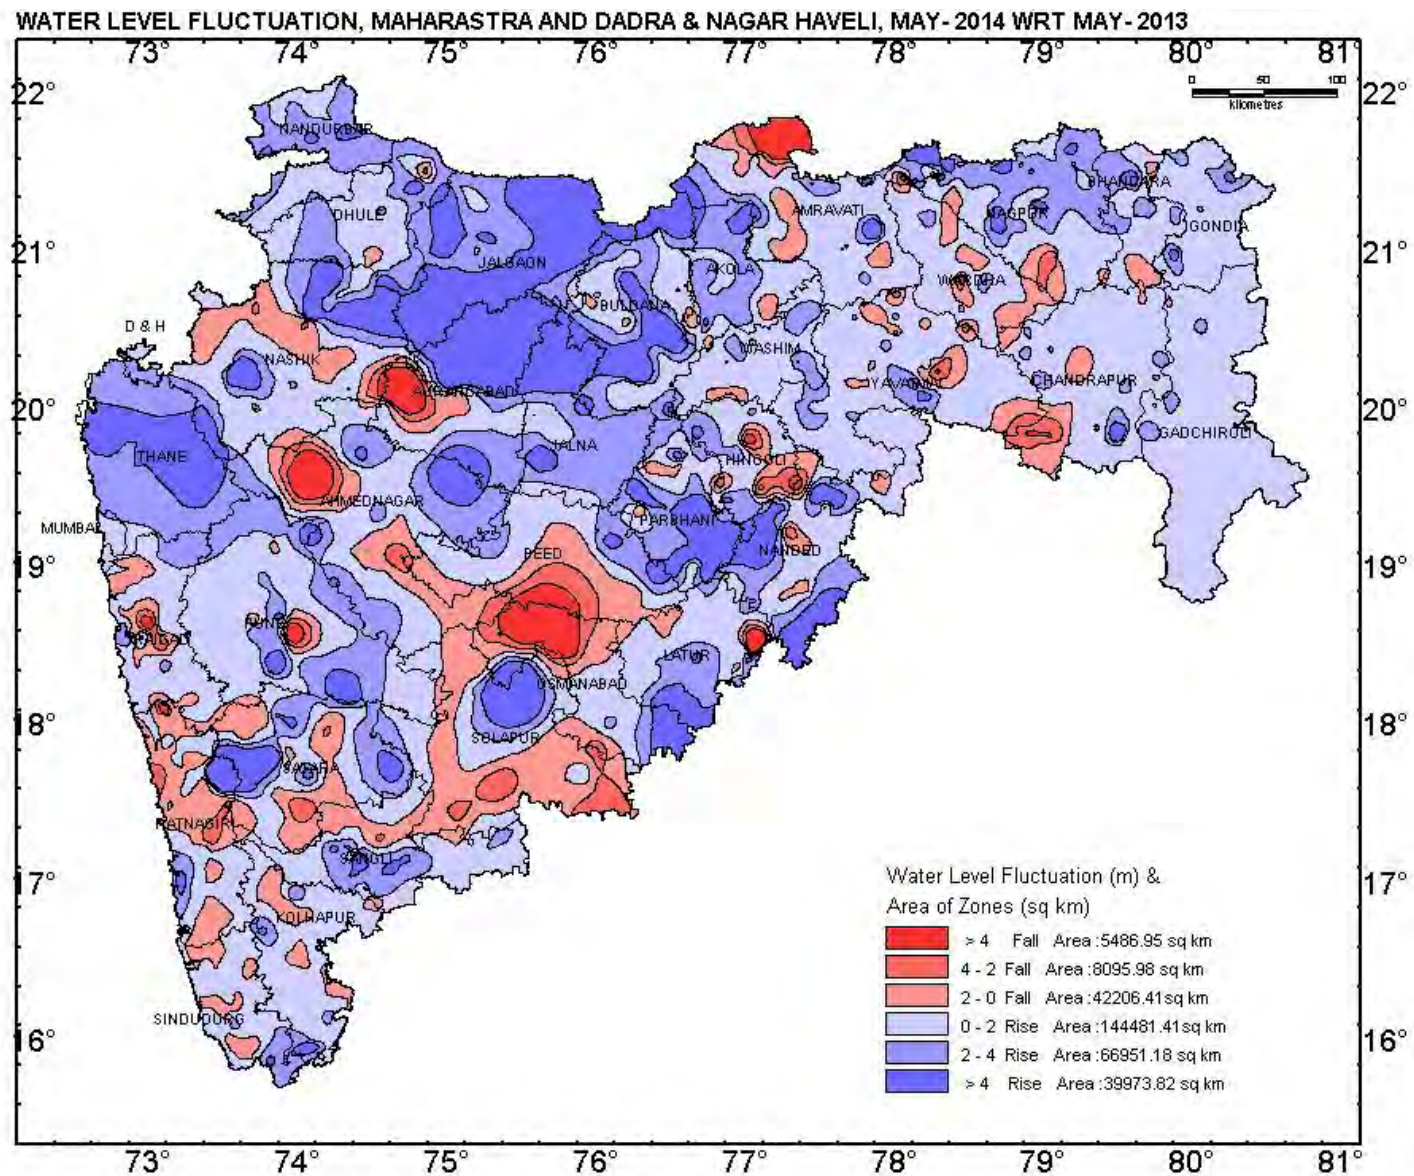 WATER LEVEL FLUCTUATION, MAHARASTRA AND DADRA & NAGAR HAVELI, MAY-2014 WRT MAY-2013
73° 74° 75° 76° 77° 78° 79° 80° 81°
0 50 100
kilometres
22° 22°
NANDURBAR
BHANDARA
DHULE
AMRAVATI
NAGPUR
GONDIA
21° 21°
JALGAON
AKOLA
WARDHA
BULDANA
D & H
NASHIK
WASHIM
YAVATMAL
CHANDRAPUR
AURANGABAD
20° 20°
GADCHIROLI
JALNA
THANE
HINGOLI
AHMEDNAGAR
MUMBAI
PARBHANI
BEED
NANDED
19° 19°
PUNE
RAIGAD
LATUR
OSMANABAD
18° 18°
SOLAPUR
SATARA
RATNAGIRI
SANGLI
17° 17°
Water Level Fluctuation (m) &
Area of Zones (sq km)
KOLHAPUR
> 4 Fall Area :5486.95 sq km
4 - 2 Fall Area :8095.98 sq km
2 - 0 Fall Area :42206.41sq km
SINDUDURG
0 - 2 Rise Area :144481.41sq km
16° 16°
2 - 4 Rise Area :66951.18 sq km
> 4 Rise Area :39973.82 sq km
73° 74° 75° 76° 77° 78° 79° 80°